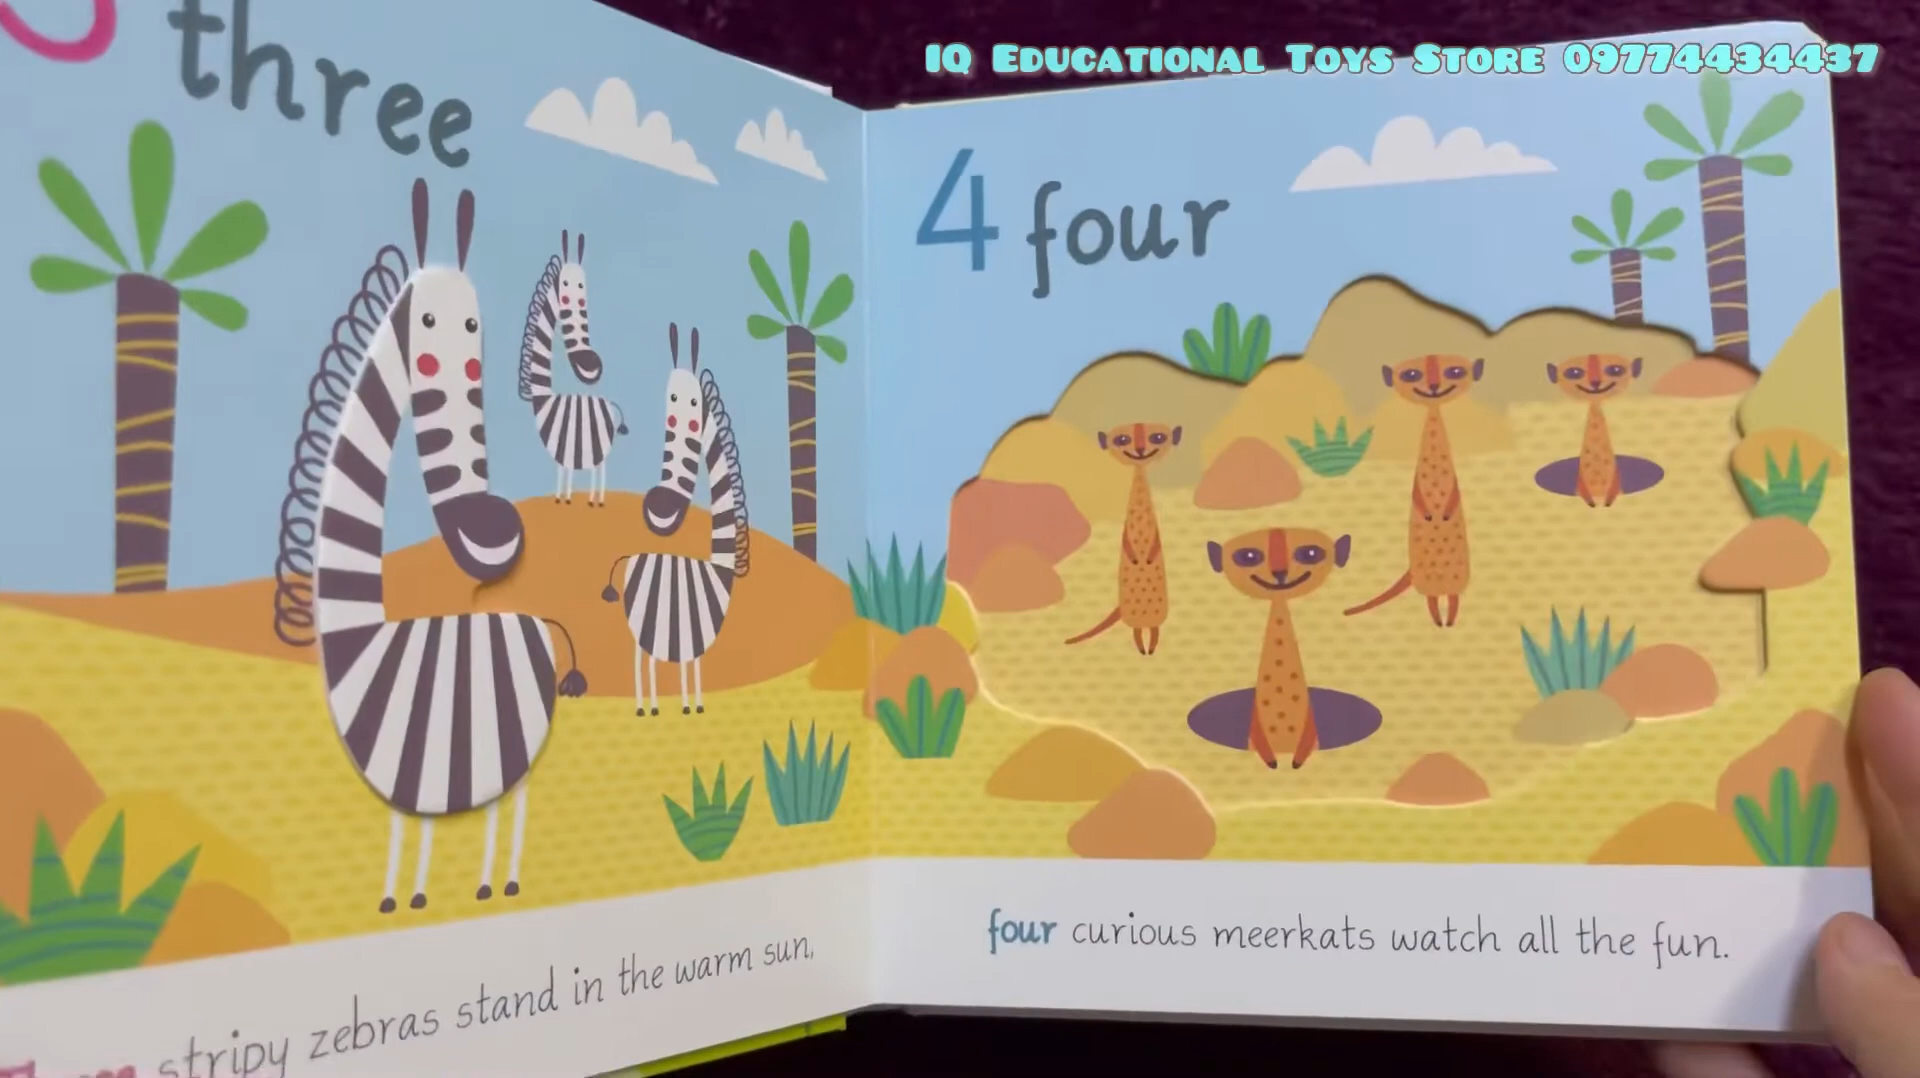 IQ Educational Toys Store 09774434437
three
4 four
stripy zebras stand in the warm sun,
four curious meerkats watch all the fun.